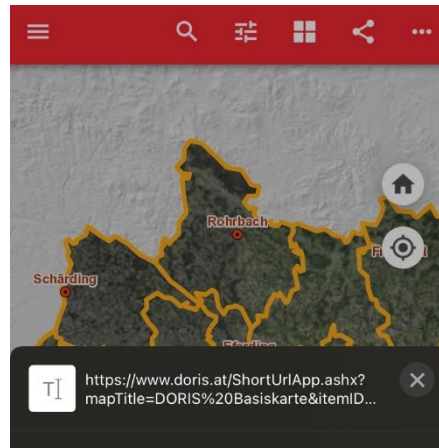 Rohrbach
Schärding
https://www.doris.at/ShortUrlApp.ashx?
mapTitle=DORIS%20Basiskarte&itemID...